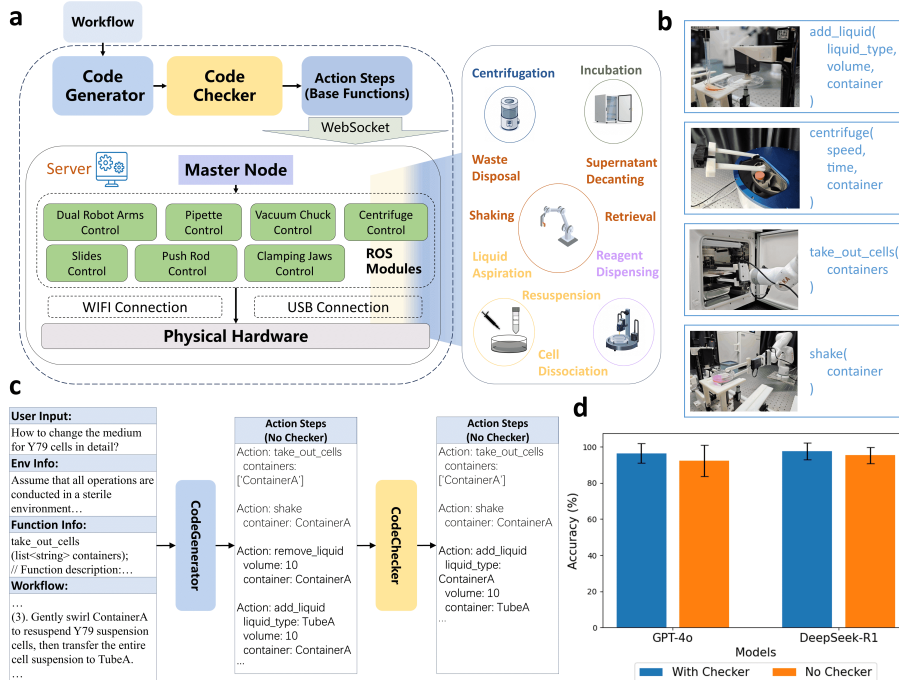 a
Workflow
Code
Generator
Code
Checker
Action Steps
(Base Functions)
WebSocket
Server
Master Node
Dual Robot Arms
Control
Pipette
Control
Vacuum Chuck
Control
Centrifuge
Control
Slides
Control
Push Rod
Control
Clamping Jaws
Control
ROS
Modules
WIFI Connection
USB Connection
Physical Hardware
Centrifugation
Incubation
Waste
Disposal
Supernatant
Decanting
Shaking
Retrieval
Liquid
Aspiration
Reagent
Dispensing
Resuspension
Cell
Dissociation
b
add_liquid(
liquid_type,
volume,
container
)
centrifuge(
speed,
time,
container
)
take_out_cells(
containers
)
shake(
container
)
c
User Input:
How to change the medium
for Y79 cells in detail?
Env Info:
Assume that all operations are
conducted in a sterile
environment…
Function Info:
take_out_cells
(list<string> containers);
// Function description:…
Workflow:
…
(3). Gently swirl ContainerA
to resuspend Y79 suspension
cells, then transfer the entire
cell suspension to TubeA.
…
CodeGenerator
Action Steps
(No Checker)
Action: take_out_cells
containers:
['ContainerA']
Action: shake
container: ContainerA
Action: remove_liquid
volume: 10
container: ContainerA
Action: add_liquid
liquid_type: TubeA
volume: 10
container: ContainerA
...
CodeChecker
Action Steps
(No Checker)
Action: take_out_cells
containers:
['ContainerA']
Action: shake
container: ContainerA
Action: add_liquid
liquid_type:
ContainerA
volume: 10
container: TubeA
...
d
Accuracy (%)
100
80
60
40
20
0
GPT-4o
DeepSeek-R1
Models
With Checker
No Checker